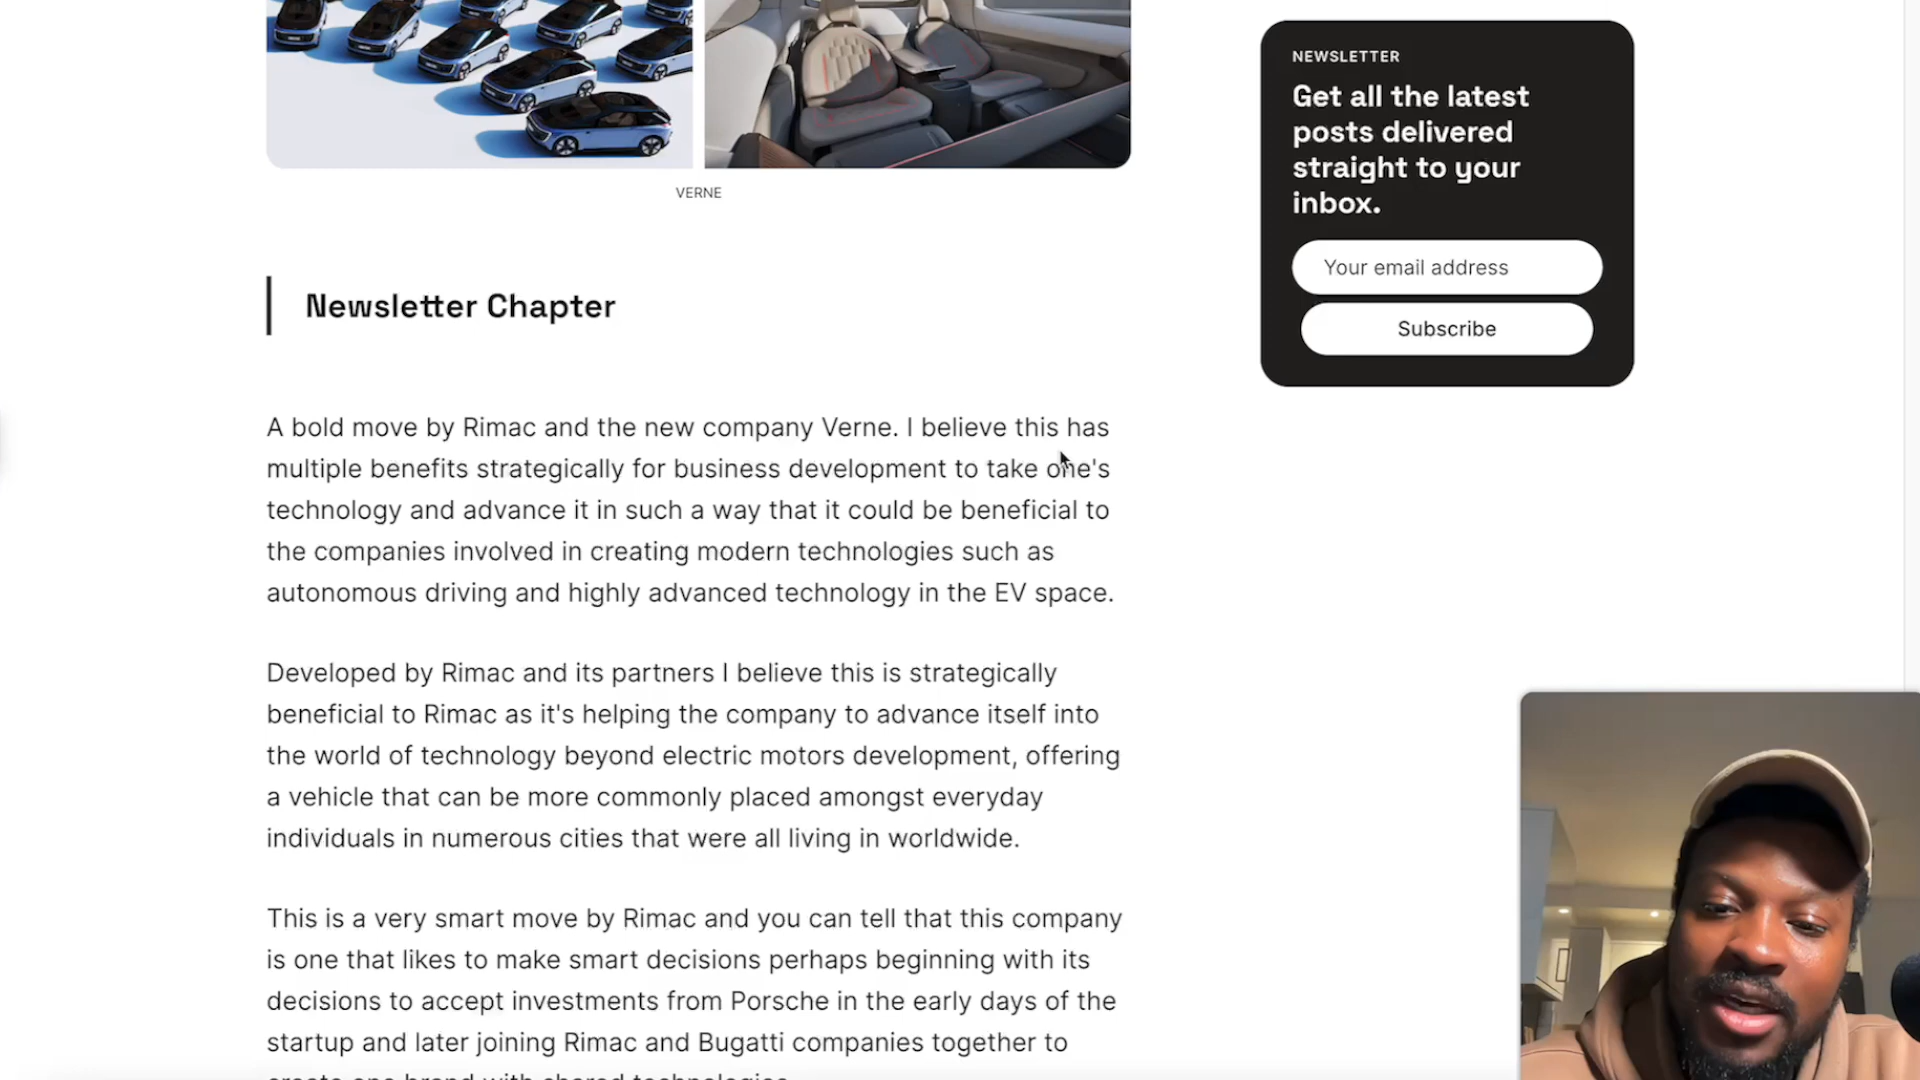 VERNE
Newsletter Chapter
A bold move by Rimac and the new company Verne. I believe this has
multiple benefits strategically for business development to take one's
technology and advance it in such a way that it could be beneficial to
the companies involved in creating modern technologies such as
autonomous driving and highly advanced technology in the EV space.
Developed by Rimac and its partners I believe this is strategically
beneficial to Rimac as it's helping the company to advance itself into
the world of technology beyond electric motors development, offering
a vehicle that can be more commonly placed amongst everyday
individuals in numerous cities that were all living in worldwide.
This is a very smart move by Rimac and you can tell that this company
is one that likes to make smart decisions perhaps beginning with its
decisions to accept investments from Porsche in the early days of the
startup and later joining Rimac and Bugatti companies together to
create one brand with shared technologies
NEWSLETTER
Get all the latest
posts delivered
straight to your
inbox.
Your email address
Subscribe